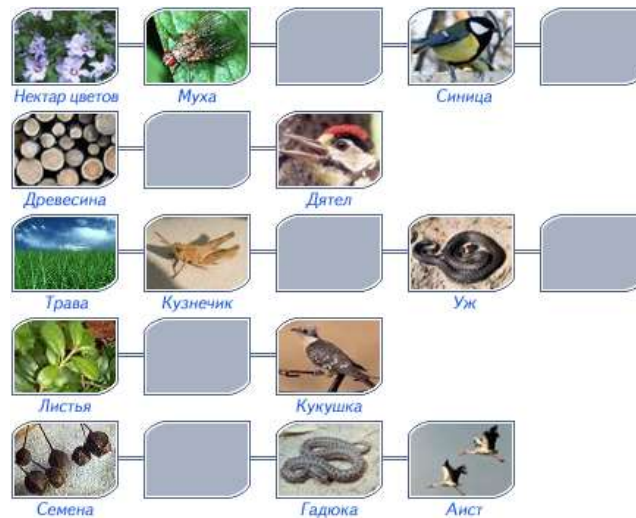 Нектар цветов Муха Синица
Древесина Дятел
Трава Кузнечик Уж
Листья Кукушка
Семена Гадюка Аист